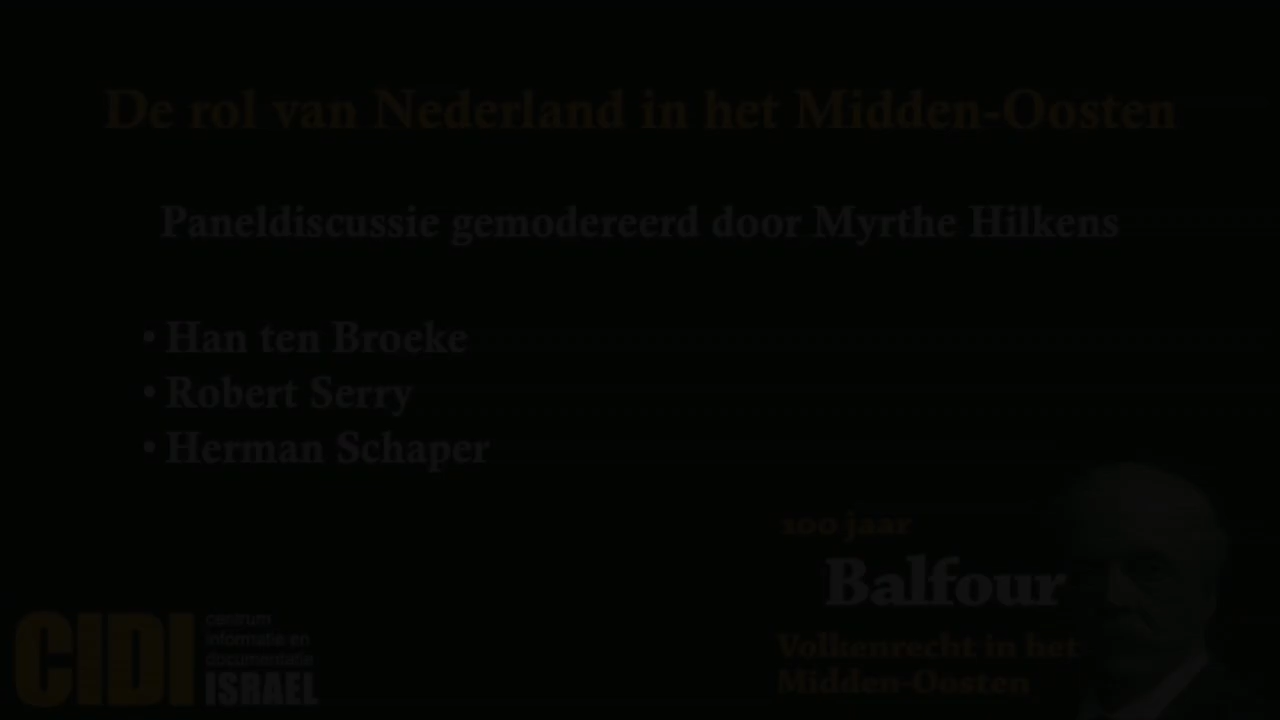 De rol van Nederland in het Midden-Oosten
Paneldiscussie gemodereerd door Myrthe Hilkens
• Han ten Broeke
• Robert Serry
• Herman Schaper
100 jaar
Balfour
Volkenrecht in het
Midden-Oosten
CIDI
centrum
informatie en
documentatie
ISRAEL